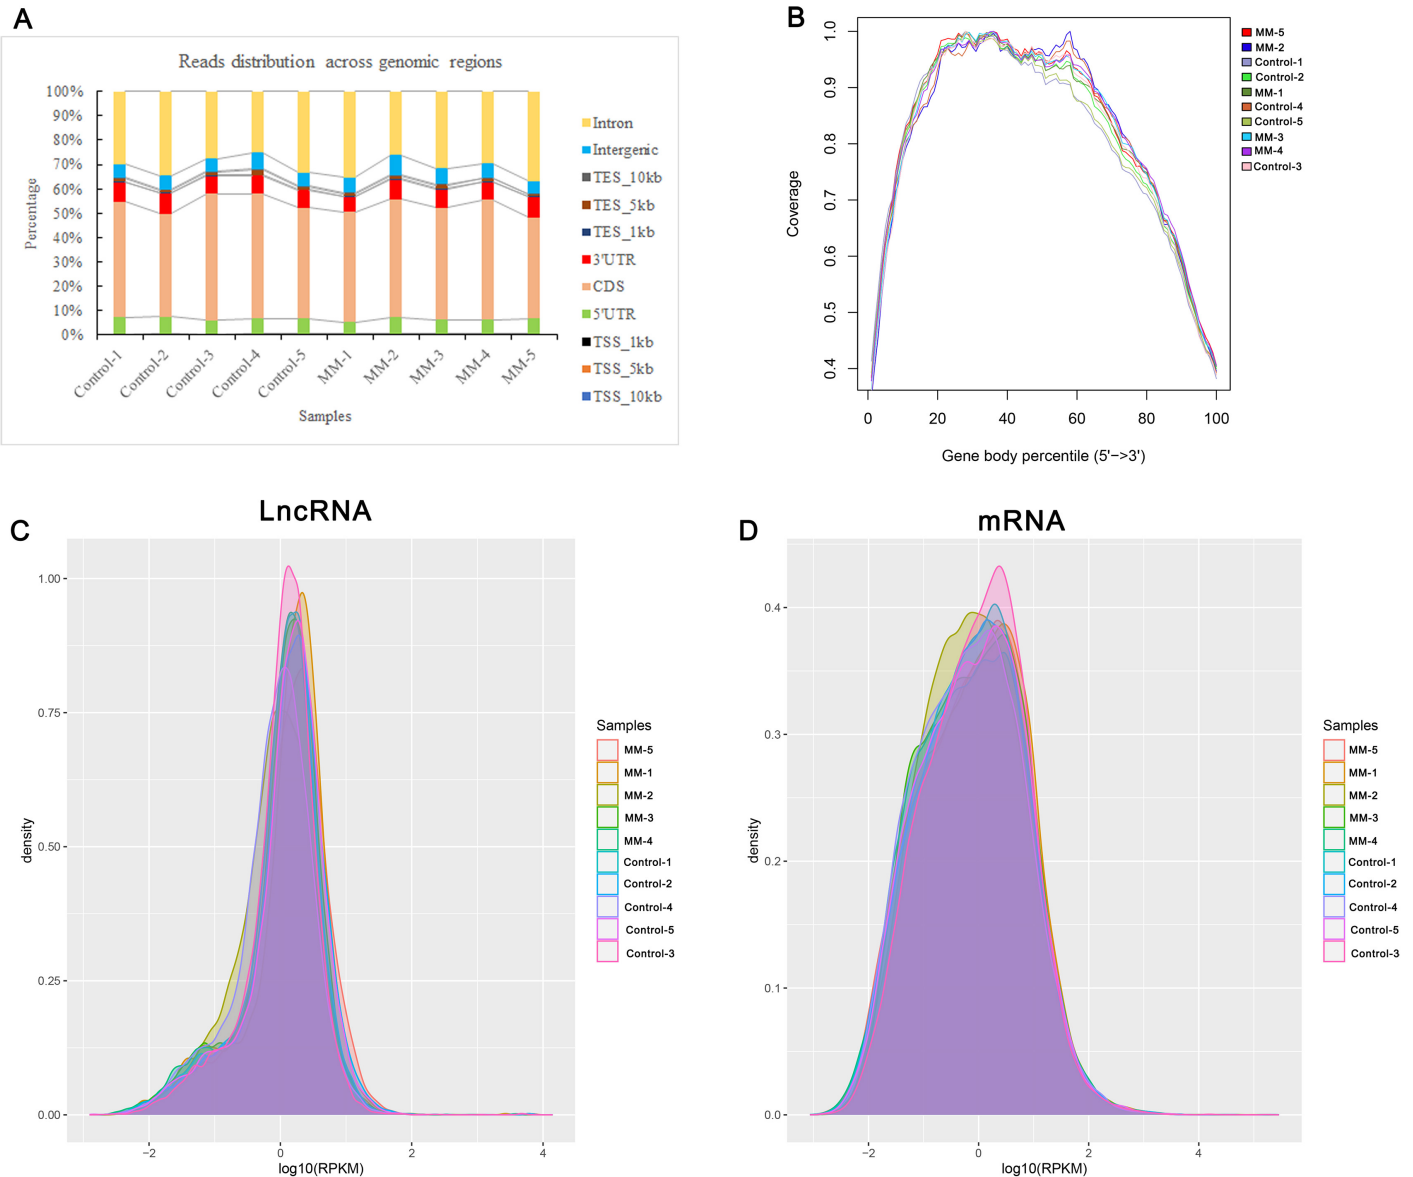 A
Reads distribution across genomic regions
Percentage
100%
90%
80%
70%
60%
50%
40%
30%
20%
10%
0%
Control-1
Control-2
Control-3
Control-4
Control-5
MM-1
MM-2
MM-3
MM-4
MM-5
Samples
Intron
Intergenic
TES_10kb
TES_5kb
TES_1kb
3'UTR
CDS
5'UTR
TSS_1kb
TSS_5kb
TSS_10kb
B
Coverage
1.0
0.9
0.8
0.7
0.6
0.5
0.4
0 20 40 60 80 100
Gene body percentile (5'->3')
MM-5
MM-2
Control-1
Control-2
MM-1
Control-4
Control-5
MM-3
MM-4
Control-3
C
LncRNA
density
1.00
0.75
0.50
0.25
0.00
−2 0 2 4
log10(RPKM)
Samples
MM-5
MM-1
MM-2
MM-3
MM-4
Control-1
Control-2
Control-4
Control-5
Control-3
D
mRNA
density
0.4
0.3
0.2
0.1
0.0
−2 0 2 4
log10(RPKM)
Samples
MM-5
MM-1
MM-2
MM-3
MM-4
Control-1
Control-2
Control-4
Control-5
Control-3